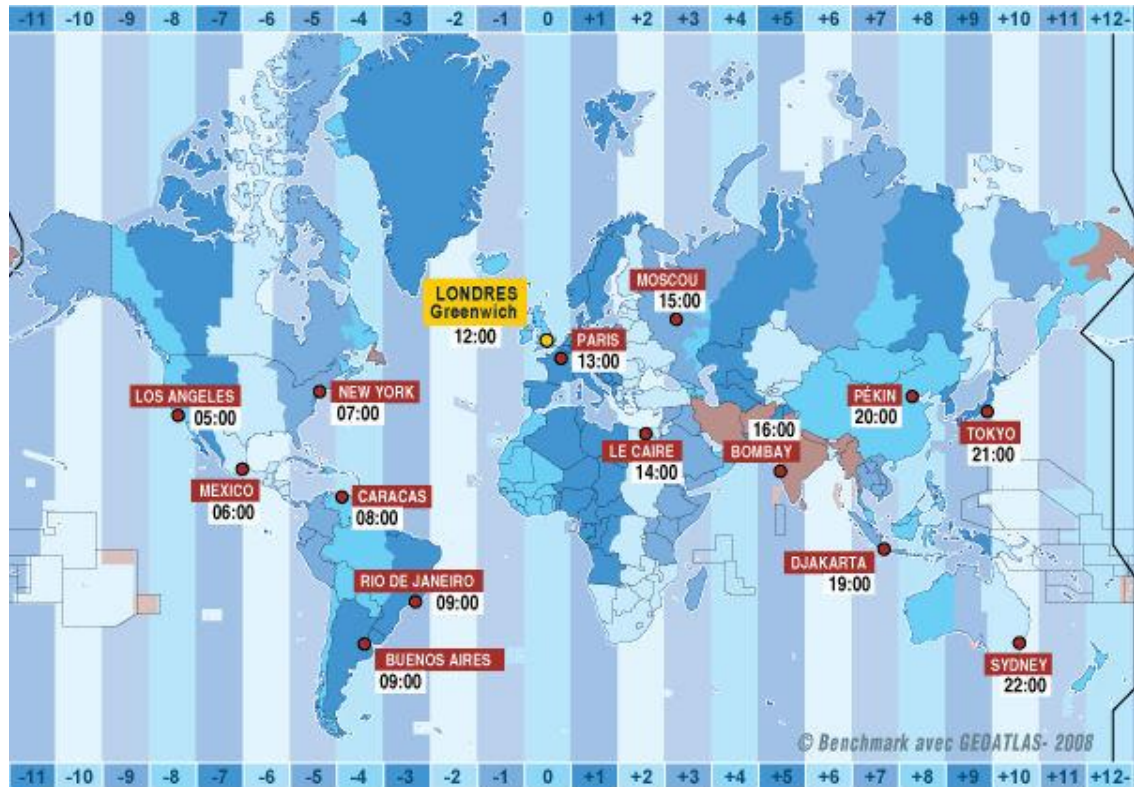 -11 -10 -9 -8 -7 -6 -5 -4 -3 -2 -1 0 +1 +2 +3 +4 +5 +6 +7 +8 +9 +10 +11 +12-
LONDRES
Greenwich
12:00
MOSCOU
15:00
PARIS
13:00
LOS ANGELES
05:00
NEW YORK
07:00
PÉKIN
20:00
TOKYO
21:00
LE CAIRE
14:00
16:00
BOMBAY
MEXICO
06:00
CARACAS
08:00
DJAKARTA
19:00
RIO DE JANEIRO
09:00
BUENOS AIRES
09:00
SYDNEY
22:00
© Benchmark avec GEOATLAS- 2008
-11 -10 -9 -8 -7 -6 -5 -4 -3 -2 -1 0 +1 +2 +3 +4 +5 +6 +7 +8 +9 +10 +11 +12-